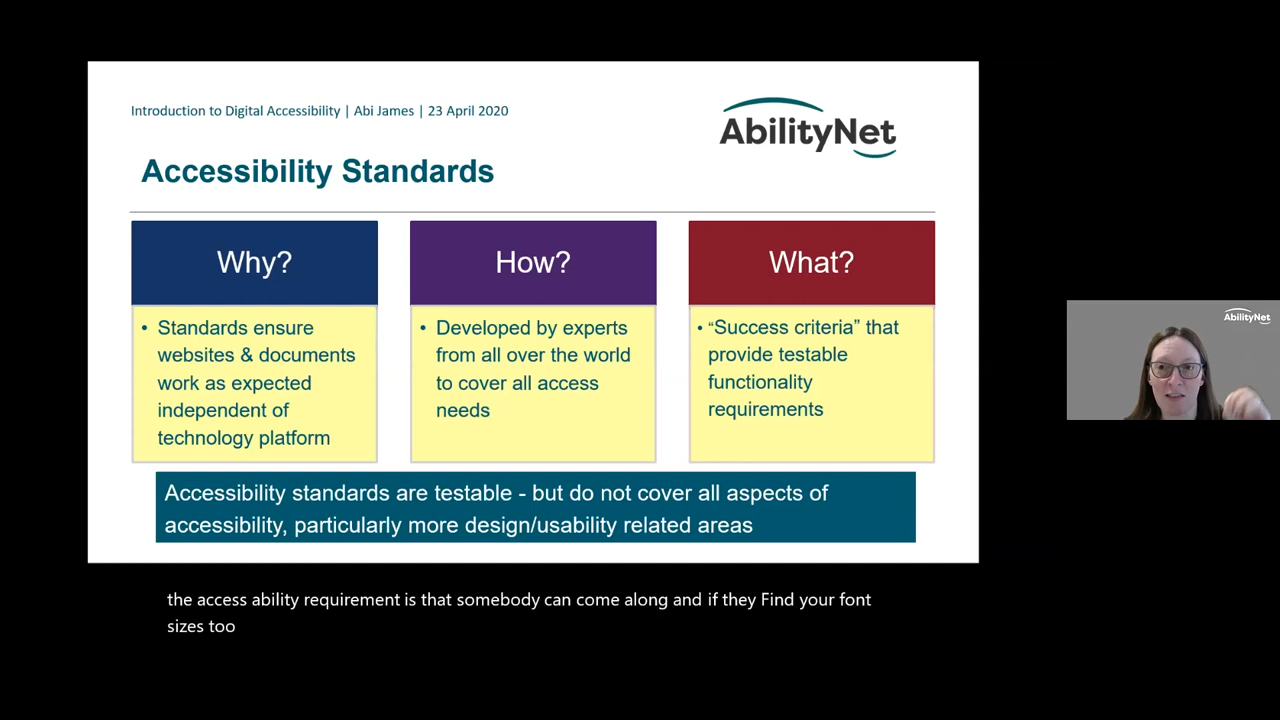 Introduction to Digital Accessibility | Abi James | 23 April 2020
AbilityNet
Accessibility Standards
Why?
• Standards ensure
websites & documents
work as expected
independent of
technology platform
How?
• Developed by experts
from all over the world
to cover all access
needs
What?
• “Success criteria” that
provide testable
functionality
requirements
Accessibility standards are testable - but do not cover all aspects of
accessibility, particularly more design/usability related areas
AbilityNet
the access ability requirement is that somebody can come along and if they Find your font
sizes too